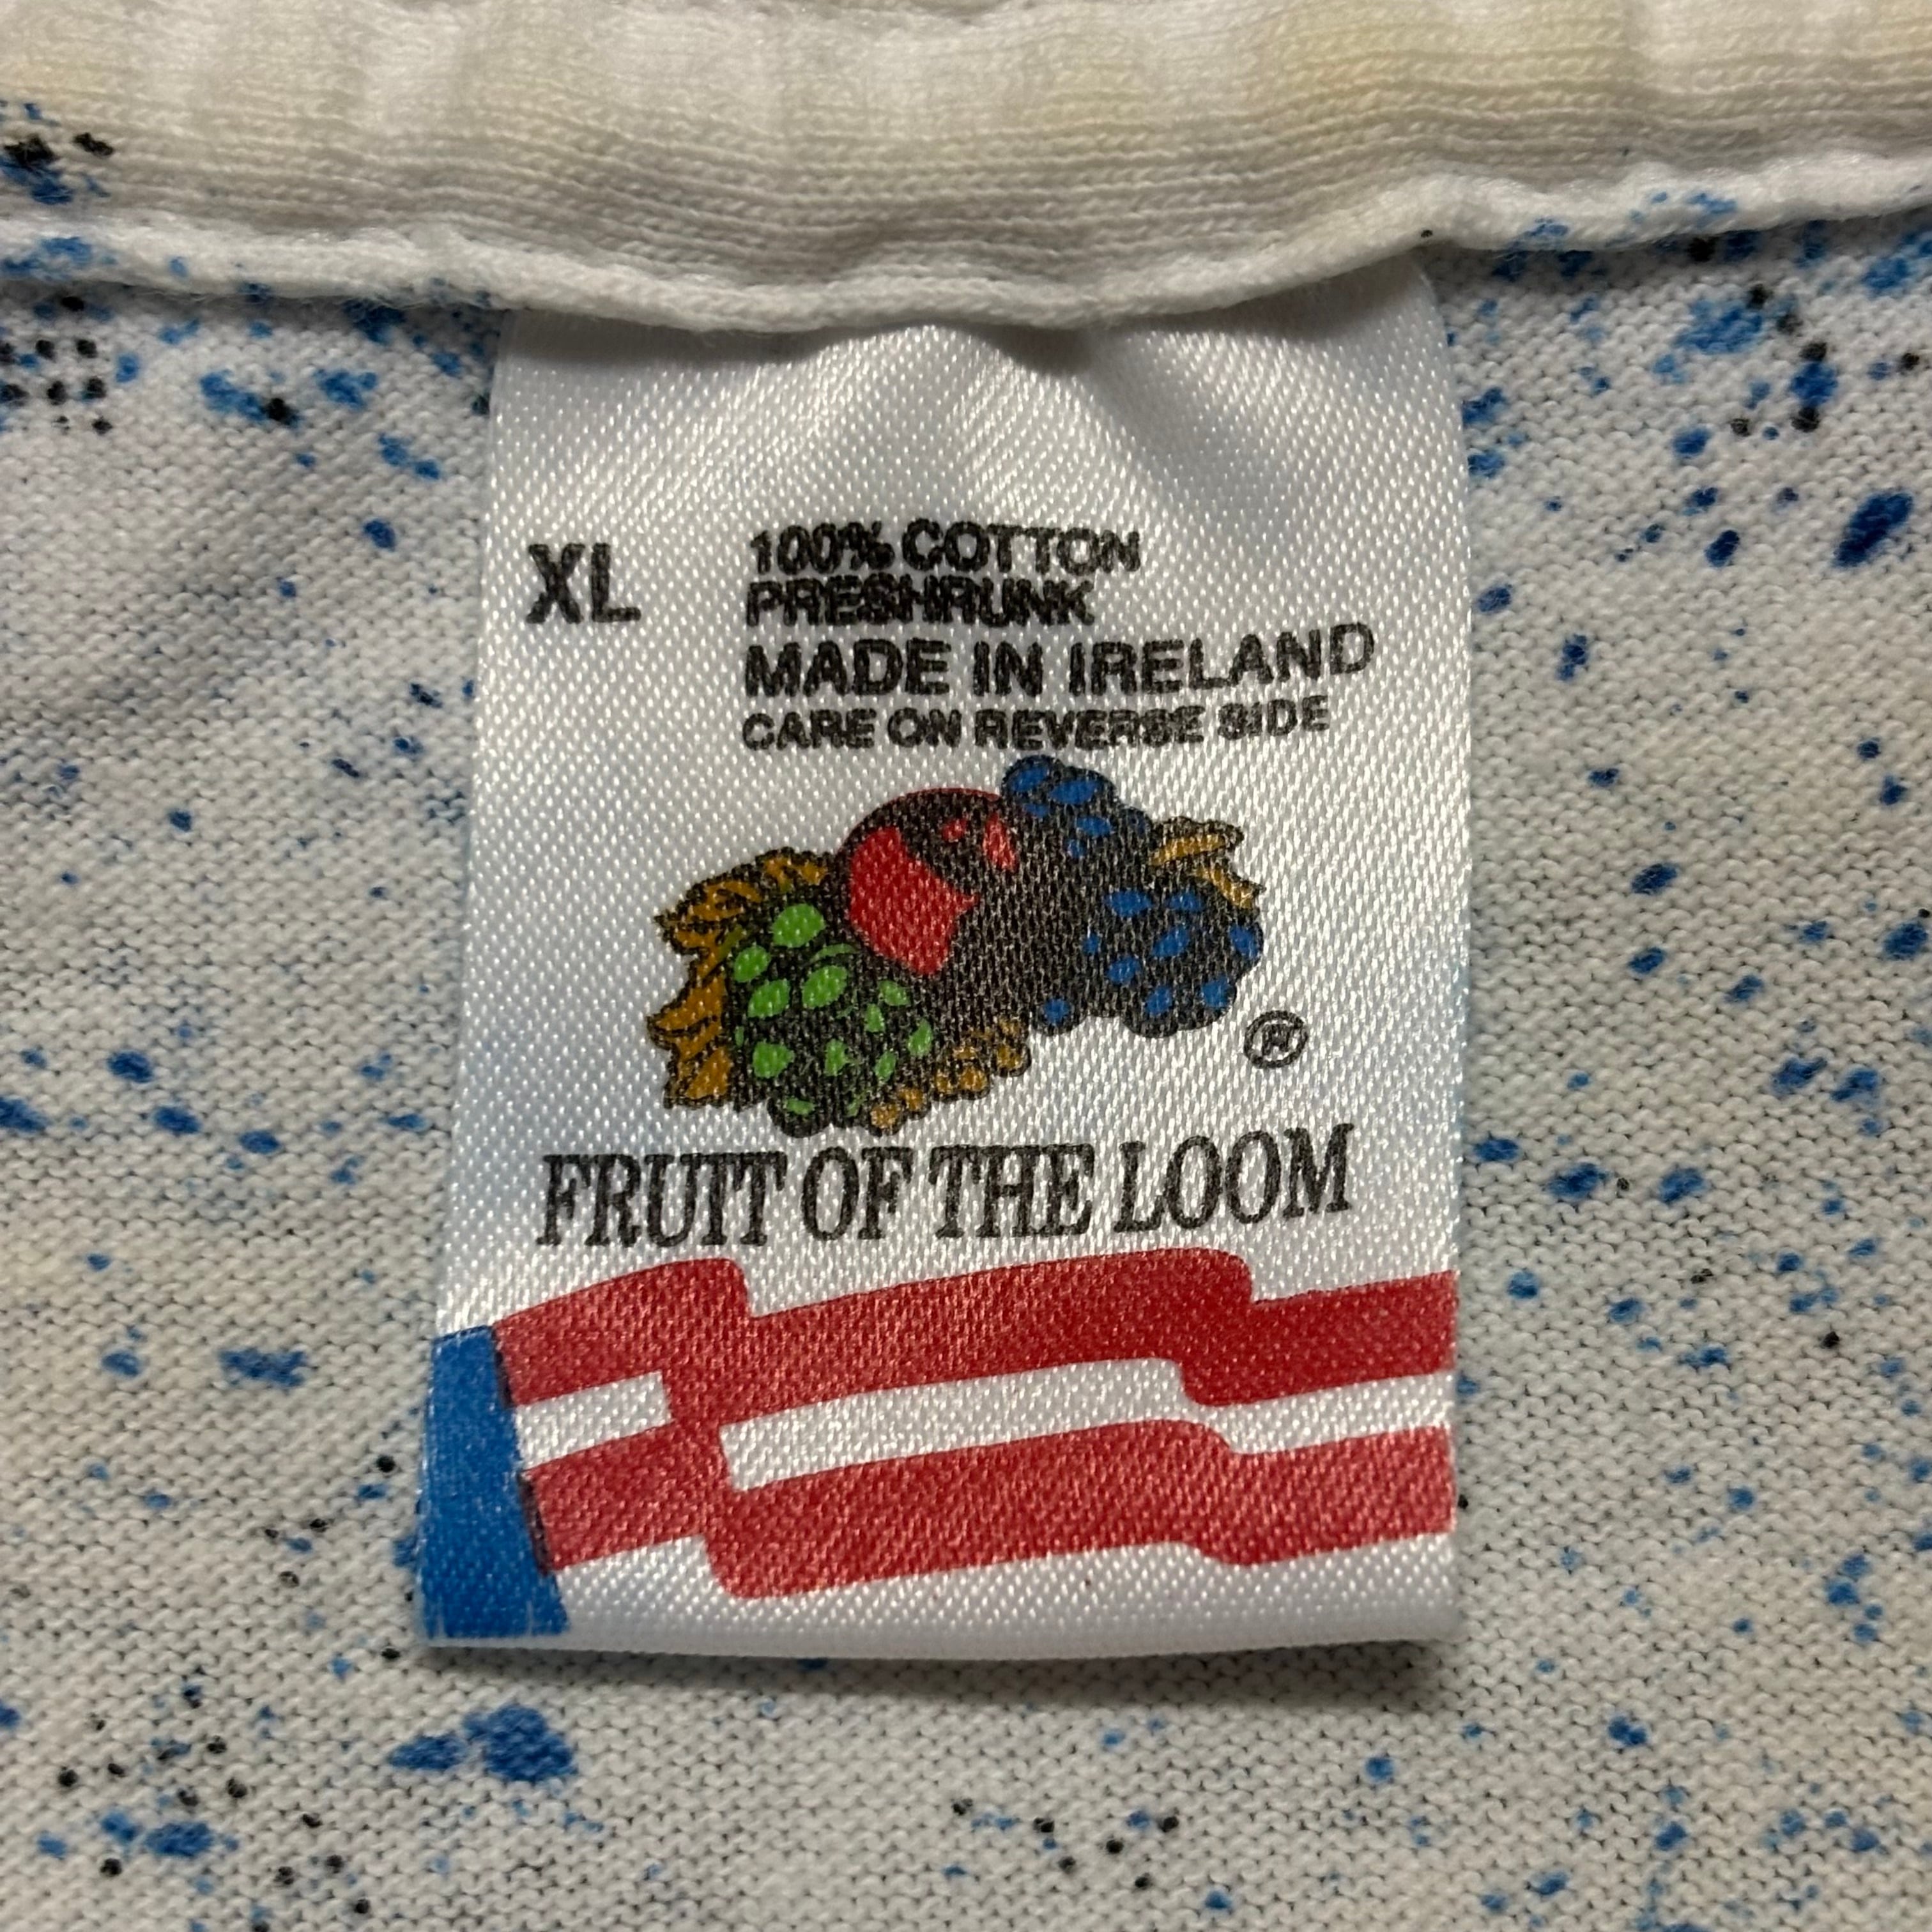 XL
100% COTTON
PRESHRUNK
MADE IN IRELAND
CARE ON REVERSE SIDE
®
FRUIT OF THE LOOM